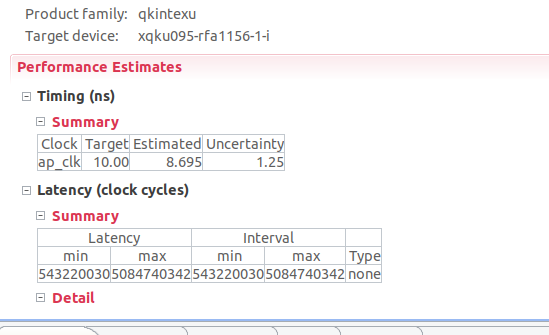 Product family: qkintexu
Target device: xqku095-rfa1156-1-i
Performance Estimates
Timing (ns)
Summary
Clock Target Estimated Uncertainty
ap_clk 10.00 8.695 1.25
Latency (clock cycles)
Summary
Latency Interval
min max min max Type
543220030 5084740342 543220030 5084740342 none
Detail